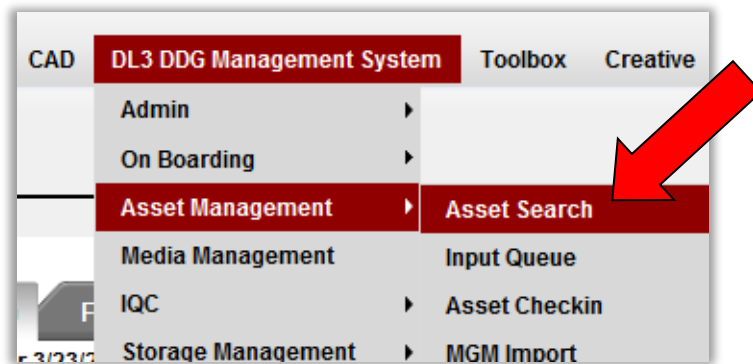 CAD DL3 DDG Management System Toolbox Creative
Admin
On Boarding
Asset Management Asset Search
Media Management Input Queue
IQC Asset Checkin
Storage Management MGM Import